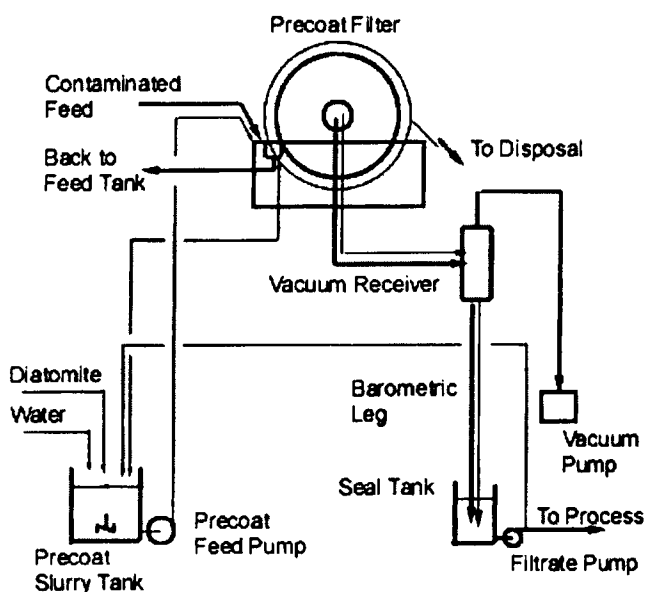 Precoat Filter
Contaminated
Feed
Back to
Feed Tank
To Disposal
Vacuum Receiver
Diatomite
Water
Barometric
Leg
Vacuum
Pump
Seal Tank
Precoat
Feed Pump
To Process
Filtrate Pump
Precoat
Slurry Tank